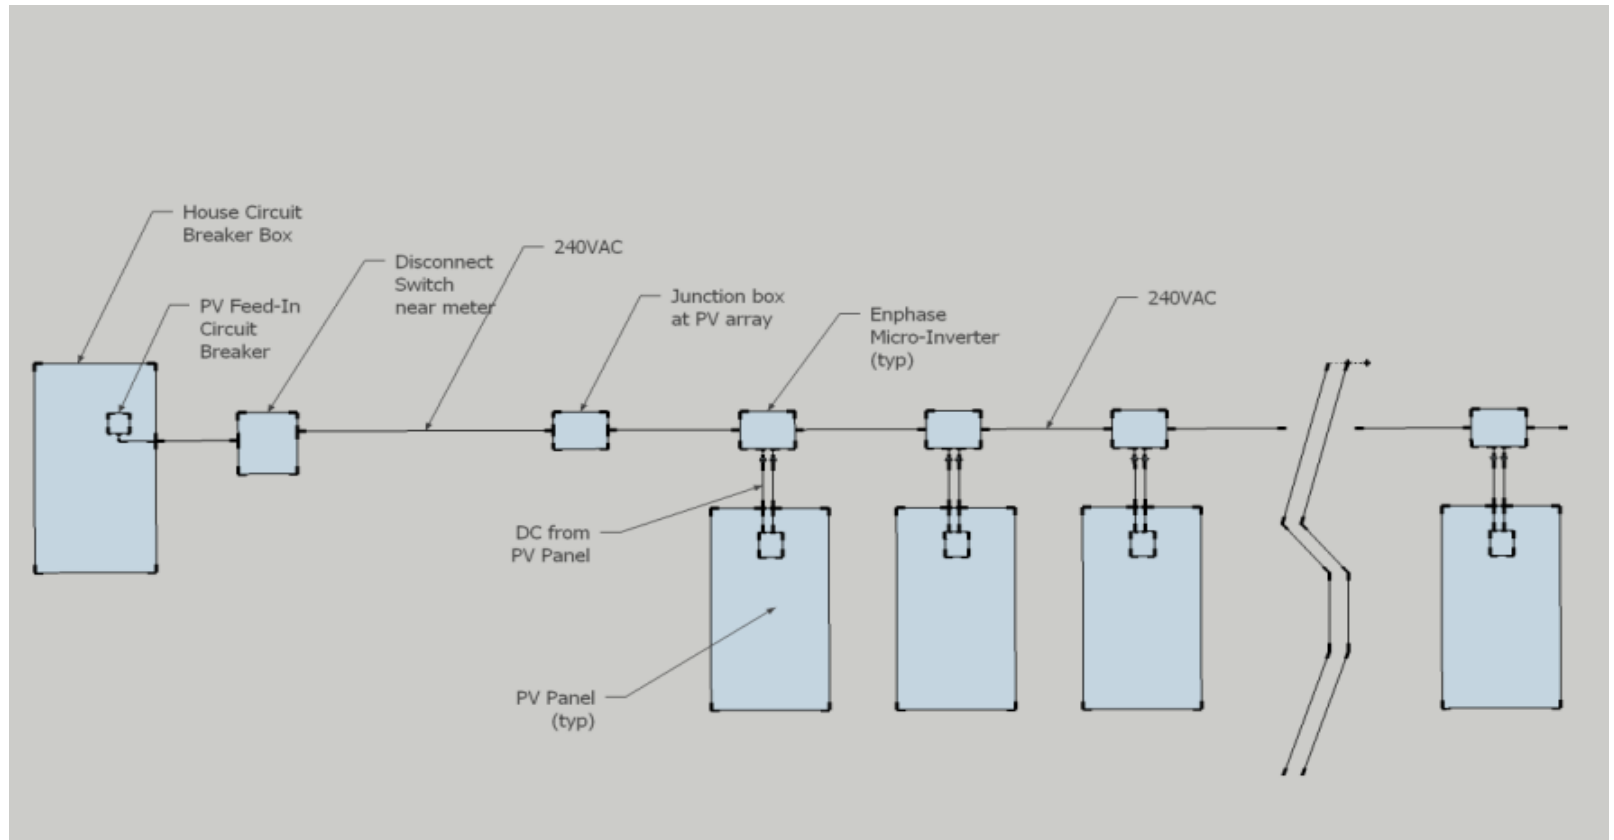 House Circuit
Breaker Box
PV Feed-In
Circuit
Breaker
Disconnect
Switch
near meter
240VAC
Junction box
at PV array
Enphase
Micro-Inverter
(typ)
240VAC
DC from
PV Panel
PV Panel
(typ)